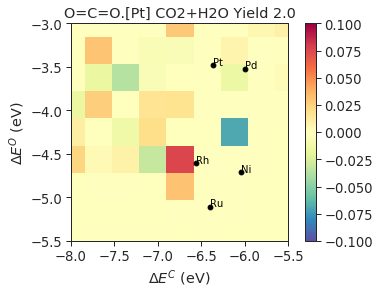 O=C=O.[Pt] CO2+H2O Yield 2.0
−3.0
−3.5
−4.0
−4.5
−5.0
−5.5
ΔE^O (eV)
−8.0 −7.5 −7.0 −6.5 −6.0 −5.5
ΔE^C (eV)
Pt
Pd
Rh
Ni
Ru
0.100
0.075
0.050
0.025
0.000
−0.025
−0.050
−0.075
−0.100